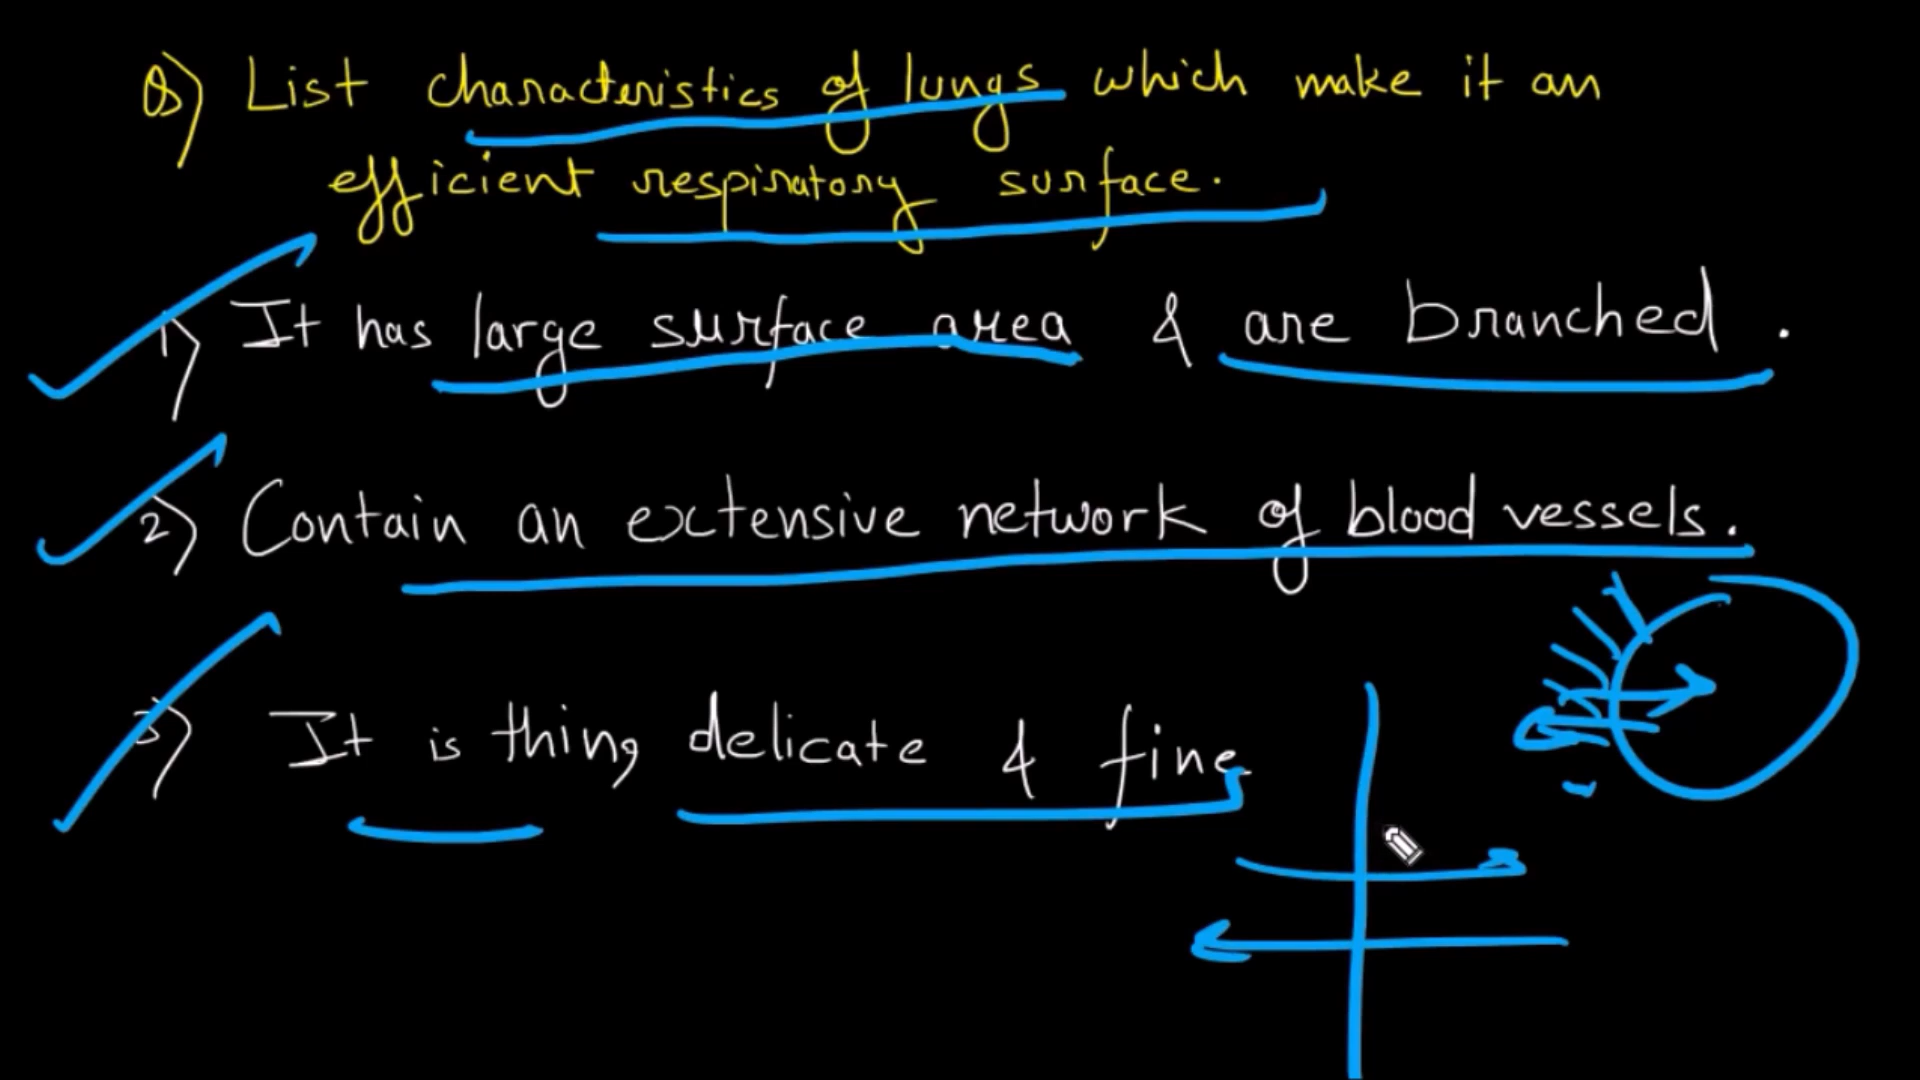 Q) List characteristics of lungs which make it an
efficient respiratory surface.
1) It has large surface area & are branched.
2) Contain an extensive network of blood vessels.
3) It is thing delicate & fine